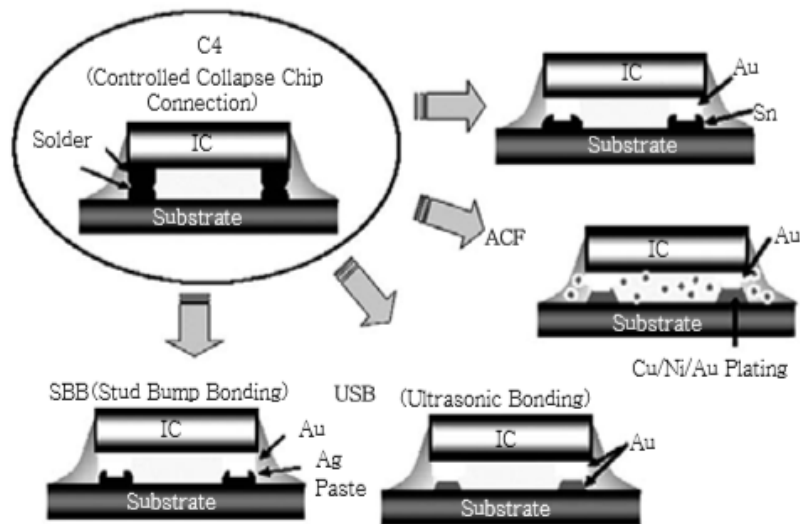 C4
(Controlled Collapse Chip
Connection)
Solder
IC
Substrate
IC
Au
Sn
Substrate
ACF
IC
Au
Substrate
Cu/Ni/Au Plating
SBB(Stud Bump Bonding)
IC
Au
Ag
Paste
Substrate
USB
(Ultrasonic Bonding)
IC
Au
Substrate